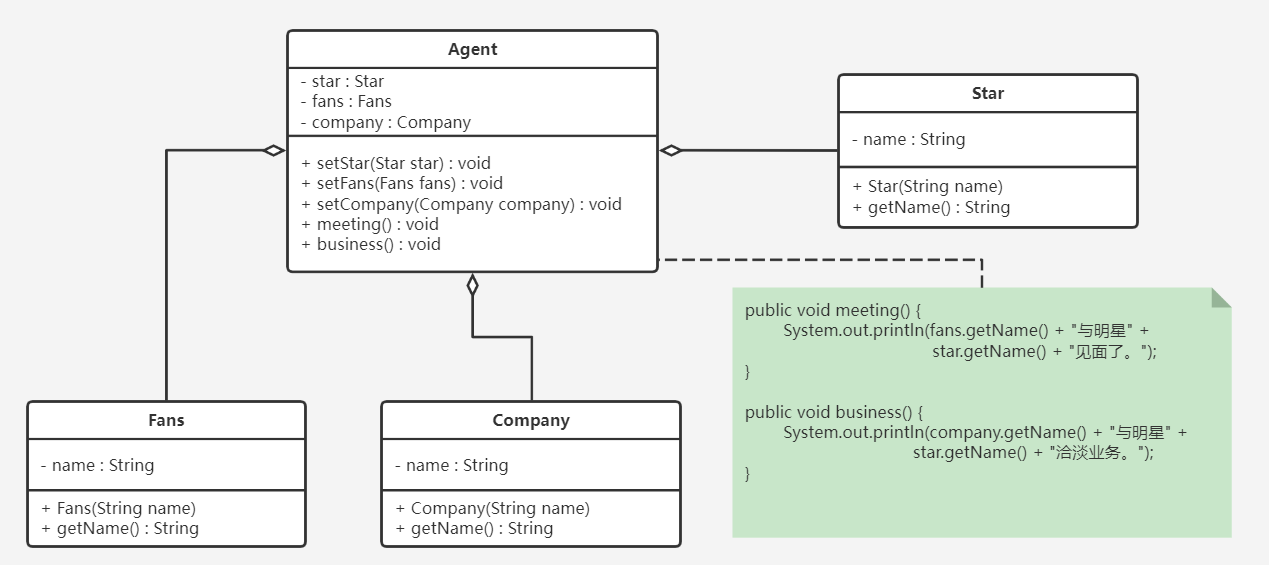 Agent
- star : Star
- fans : Fans
- company : Company
+ setStar(Star star) : void
+ setFans(Fans fans) : void
+ setCompany(Company company) : void
+ meeting() : void
+ business() : void
Star
- name : String
+ Star(String name)
+ getName() : String
public void meeting() {
System.out.println(fans.getName() + "与明星" +
star.getName() + "见面了。");
}
public void business() {
System.out.println(company.getName() + "与明星" +
star.getName() + "洽淡业务。");
}
Fans
- name : String
+ Fans(String name)
+ getName() : String
Company
- name : String
+ Company(String name)
+ getName() : String